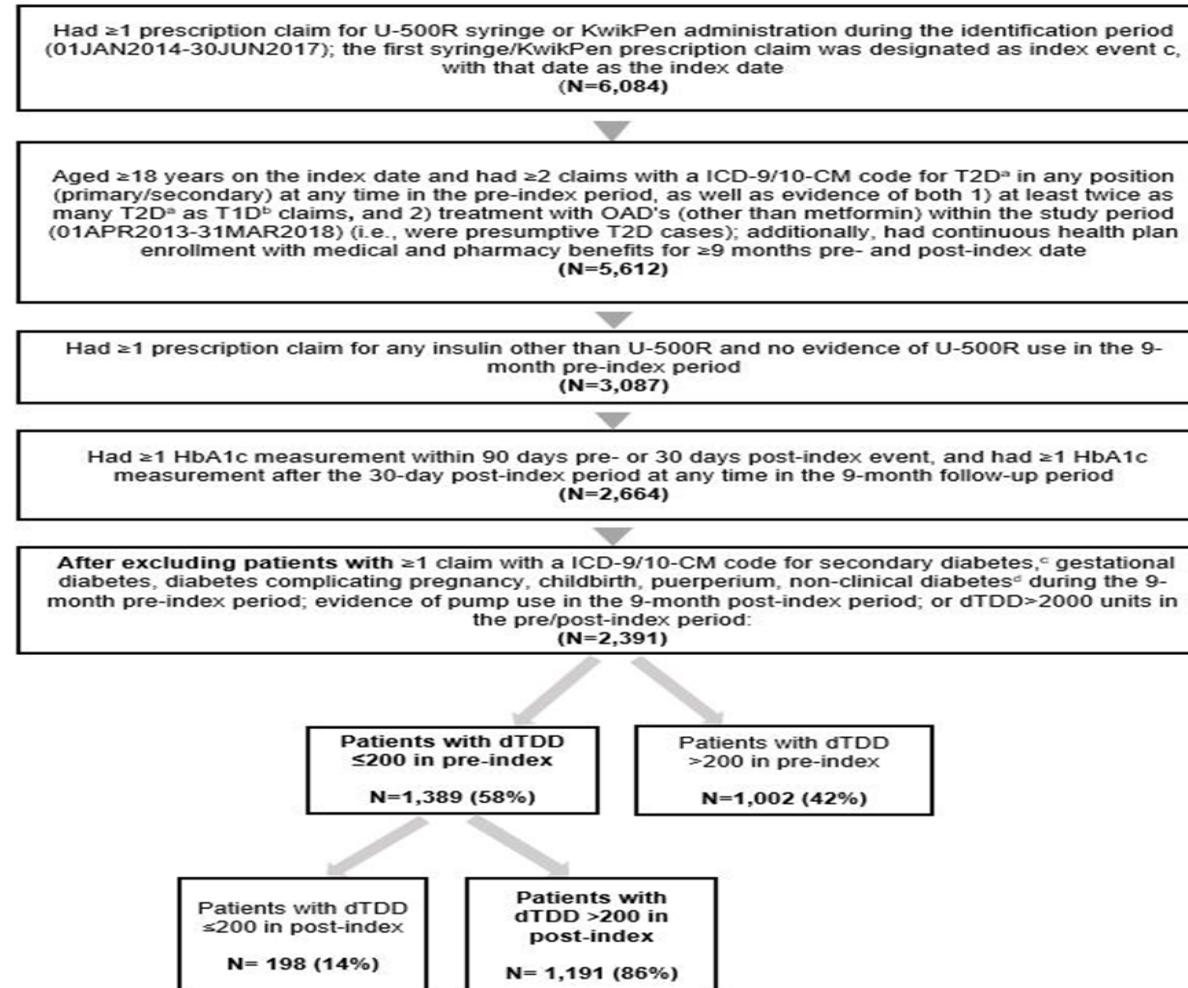 Had ≥1 prescription claim for U-500R syringe or KwikPen administration during the identification period
(01JAN2014-30JUN2017); the first syringe/KwikPen prescription claim was designated as index event c,
with that date as the index date
(N=6,084)
Aged ≥18 years on the index date and had ≥2 claims with a ICD-9/10-CM code for T2Dᵃ in any position
(primary/secondary) at any time in the pre-index period, as well as evidence of both 1) at least twice as
many T2Dᵃ as T1Dᵇ claims, and 2) treatment with OAD's (other than metformin) within the study period
(01APR2013-31MAR2018) (i.e., were presumptive T2D cases); additionally, had continuous health plan
enrollment with medical and pharmacy benefits for ≥9 months pre- and post-index date
(N=5,612)
Had ≥1 prescription claim for any insulin other than U-500R and no evidence of U-500R use in the 9-
month pre-index period
(N=3,087)
Had ≥1 HbA1c measurement within 90 days pre- or 30 days post-index event, and had ≥1 HbA1c
measurement after the 30-day post-index period at any time in the 9-month follow-up period
(N=2,664)
After excluding patients with ≥1 claim with a ICD-9/10-CM code for secondary diabetes,ᶜ gestational
diabetes, diabetes complicating pregnancy, childbirth, puerperium, non-clinical diabetesᵈ during the 9-
month pre-index period; evidence of pump use in the 9-month post-index period; or dTDD>2000 units in
the pre/post-index period:
(N=2,391)
Patients with dTDD
≤200 in pre-index
N=1,389 (58%)
Patients with dTDD
>200 in pre-index
N=1,002 (42%)
Patients with dTDD
≤200 in post-index
N= 198 (14%)
Patients with
dTDD >200 in
post-index
N= 1,191 (86%)